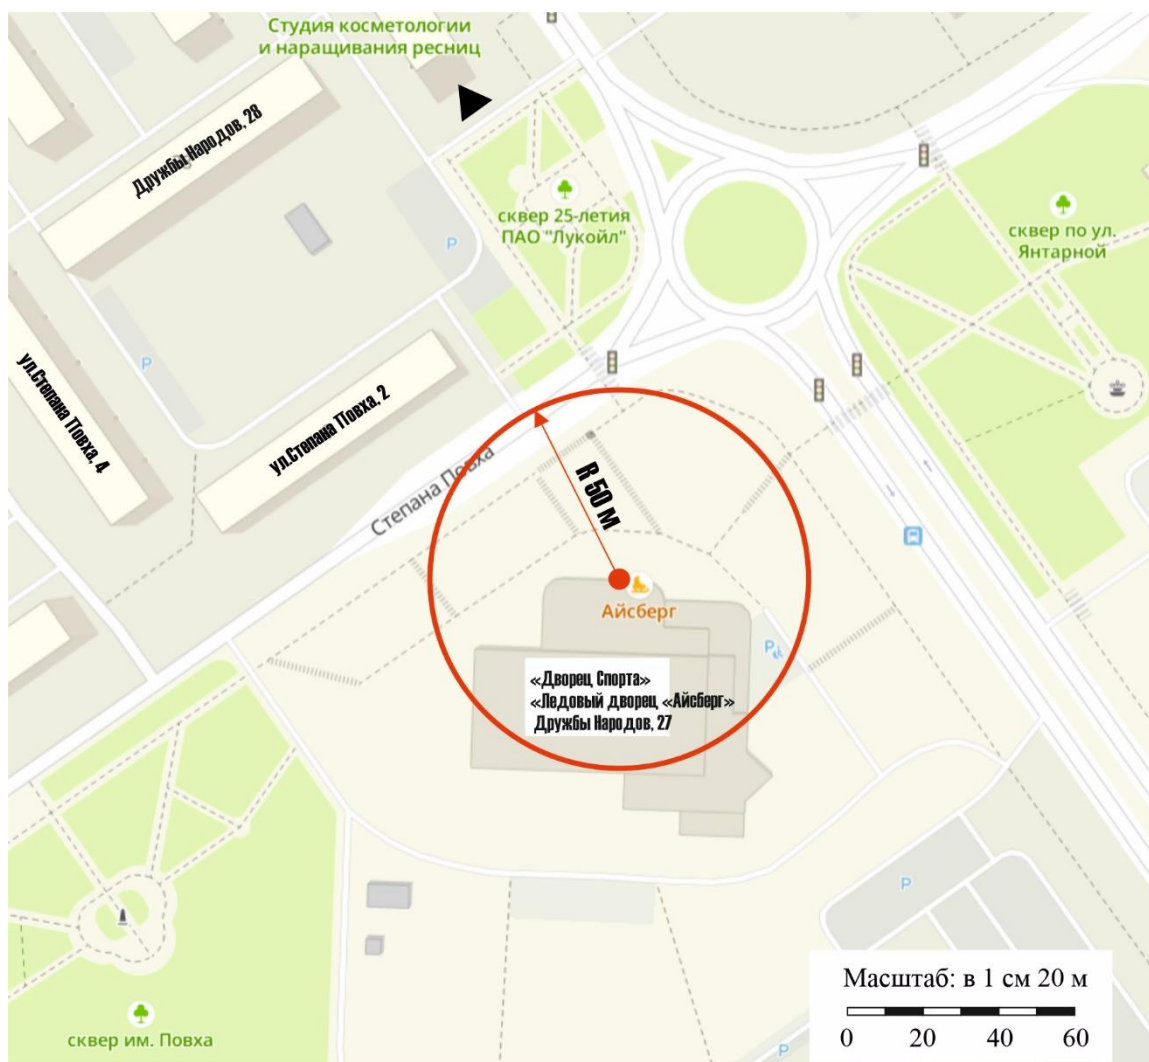 Студия косметологии
и наращивания ресниц
Дружбы Народов, 28
сквер 25-летия
ПАО "Лукойл"
сквер по ул.
Янтарной
P
P
ул.Степана Повха, 4
ул.Степана Повха, 2
Степана Повха
R 50 м
Айсберг
P
«Дворец Спорта»
«Ледовый дворец «Айсберг»
Дружбы Народов, 27
P
сквер им. Повха
Масштаб: в 1 см 20 м
0 20 40 60
P